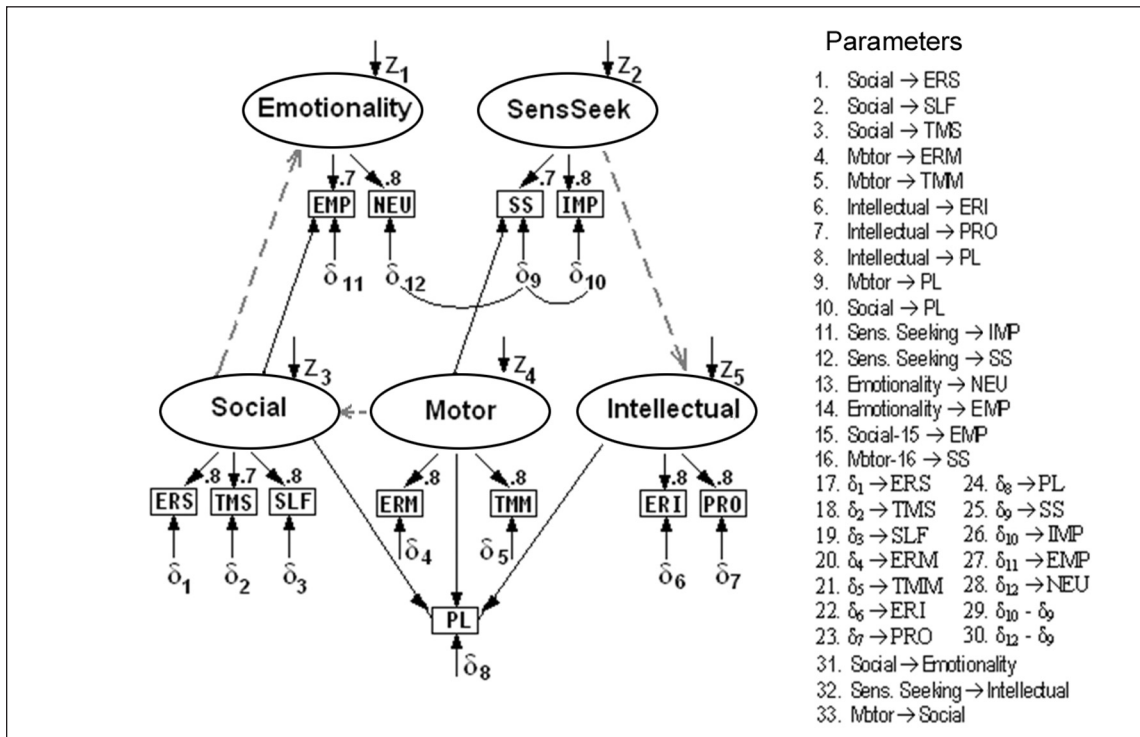 Z1
Z2
Emotionality
SensSeek
.7
.8
.7
.8
EMP
NEU
SS
IMP
δ11
δ12
δ9
δ10
Z3
Z4
Z5
Social
Motor
Intellectual
.8
.7
.8
.8
.8
.8
.8
ERS
TMS
SLF
ERM
TMM
ERI
PRO
δ1
δ2
δ3
δ4
δ5
δ6
δ7
PL
δ8
Parameters
1. Social → ERS
2. Social → SLF
3. Social → TMS
4. Motor → ERM
5. Motor → TMM
6. Intellectual → ERI
7. Intellectual → PRO
8. Intellectual → PL
9. Motor → PL
10. Social → PL
11. Sens. Seeking → IMP
12. Sens. Seeking → SS
13. Emotionality → NEU
14. Emotionality → EMP
15. Social-15 → EMP
16. Motor-16 → SS
17. δ1 → ERS 24. δ8 → PL
18. δ2 → TMS 25. δ9 → SS
19. δ3 → SLF 26. δ10 → IMP
20. δ4 → ERM 27. δ11 → EMP
21. δ5 → TMM 28. δ12 → NEU
22. δ6 → ERI 29. δ10 - δ9
23. δ7 → PRO 30. δ12 - δ9
31. Social → Emotionality
32. Sens. Seeking → Intellectual
33. Motor → Social